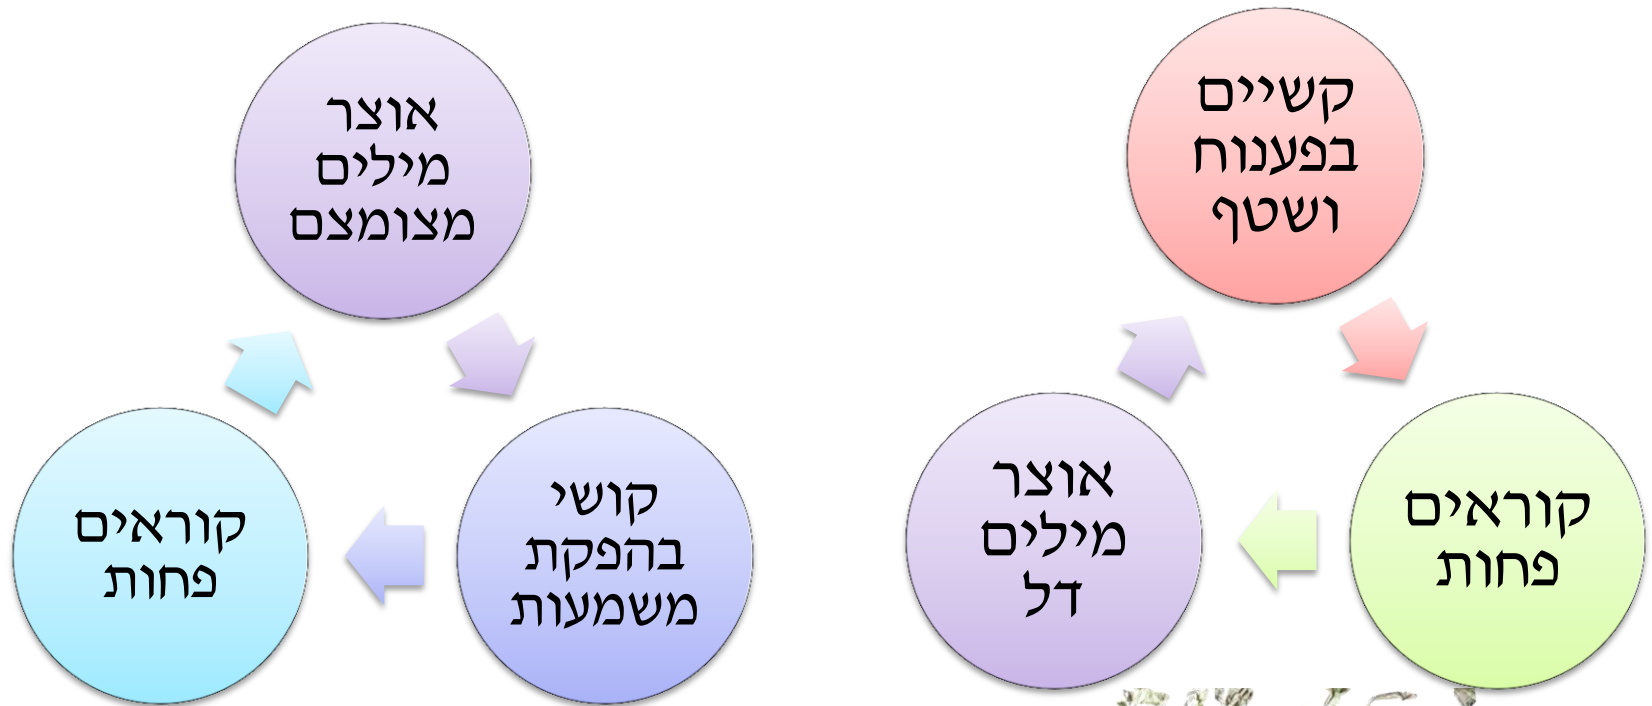 קשיים
בפענוח
ושטף
קוראים
פחות
אוצר
מילים
דל
אוצר
מילים
מצומצם
קושי
בהפקת
משמעות
קוראים
פחות